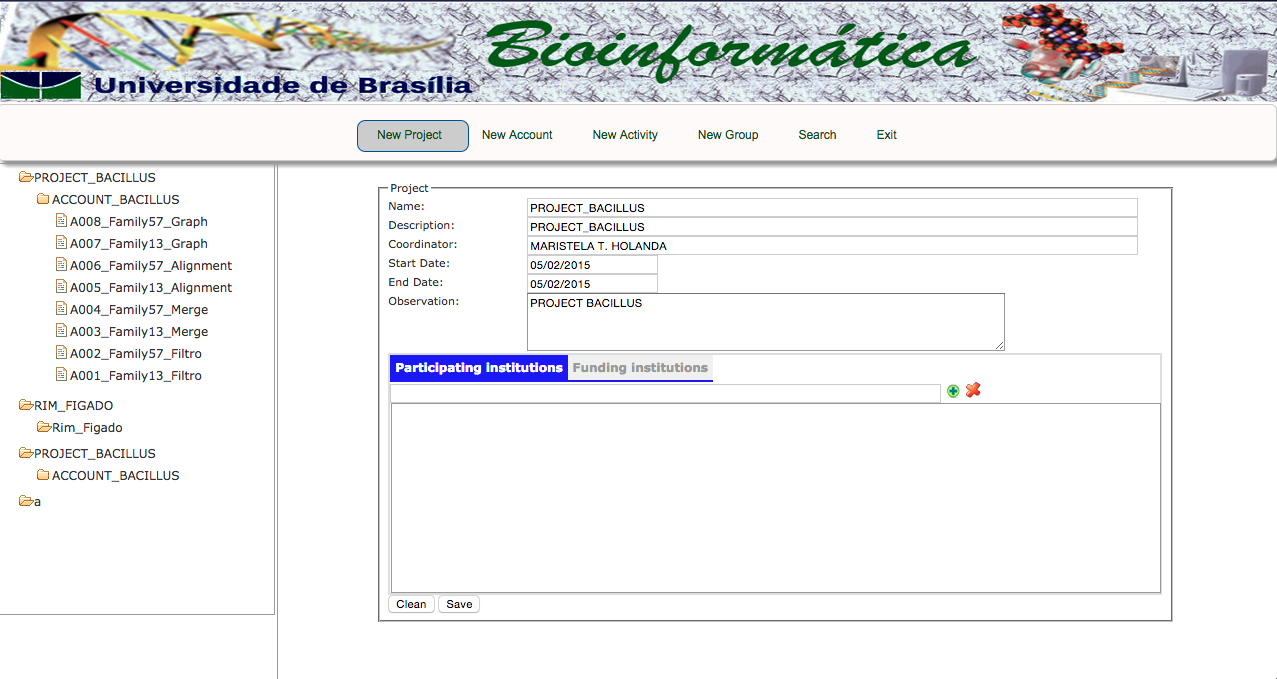 Bioinformática
Universidade de Brasília
New Project New Account New Activity New Group Search Exit
PROJECT_BACILLUS
ACCOUNT_BACILLUS
A008_Family57_Graph
A007_Family13_Graph
A006_Family57_Alignment
A005_Family13_Alignment
A004_Family57_Merge
A003_Family13_Merge
A002_Family57_Filtro
A001_Family13_Filtro
RIM_FIGADO
Rim_Figado
PROJECT_BACILLUS
ACCOUNT_BACILLUS
a
Project
Name: PROJECT_BACILLUS
Description: PROJECT_BACILLUS
Coordinator: MARISTELA T. HOLANDA
Start Date: 05/02/2015
End Date: 05/02/2015
Observation: PROJECT BACILLUS
Participating institutions Funding institutions
Clean Save